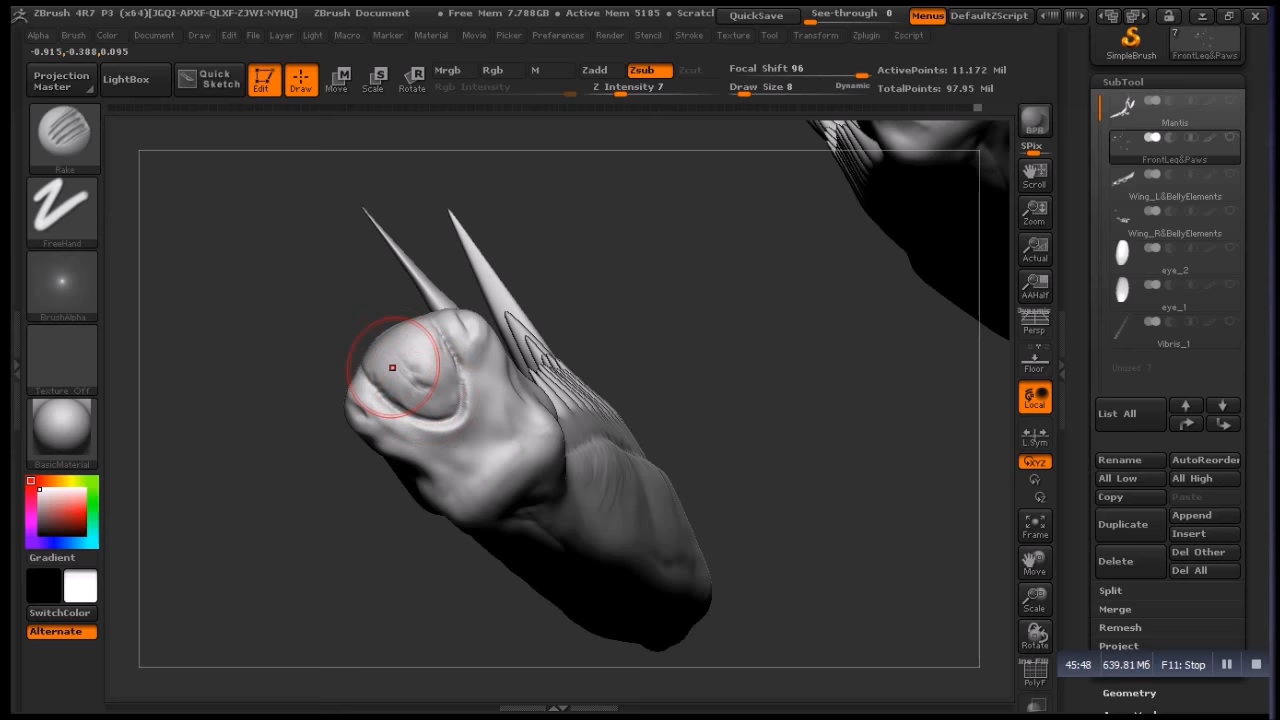 ZBrush 4R7 P3 (x64)[JGQI-APXF-QLXF-ZJWI-NYHQ] ZBrush Document ● Free Mem 7.788GB ● Active Mem 5185 ● Scratcl QuickSave See-through 0 Menus DefaultZScript
Alpha Brush Color Document Draw Edit File Layer Light Macro Marker Material Movie Picker Preferences Render Stencil Stroke Texture Tool Transform Zplugin Zscript
-0.915,-0.388,0.095
Projection Master
LightBox
Quick Sketch
Edit
Draw
Move
Scale
Rotate
Mrgb Rgb M
Rgb Intensity
Zadd Zsub Zcut
Z Intensity 7
Focal Shift 96
Draw Size 8 Dynamic
ActivePoints: 11.172 Mil
TotalPoints: 97.95 Mil
Rake
FreeHand
BrushAlpha
Texture Off
BasicMaterial
Gradient
SwitchColor
Alternate
BPR
SPix
Scroll
Zoom
Actual
AAHalf
Dynamic
Persp
Floor
Local
L.Sym
XYZ
Frame
Move
Scale
Rotate
PolyF
SimpleBrush
7
FrontLeg&Paws
SubTool
Mantis
FrontLeg&Paws
Wing_L&BellyElements
Wing_R&BellyElements
eye_2
eye_1
Vibris_1
Unused 7
List All
Rename AutoReorder
All Low All High
Copy Paste
Duplicate
Append
Insert
Delete
Del Other
Del All
Split
Merge
Remesh
Project
45:48 639.81Мб F11: Stop
Geometry